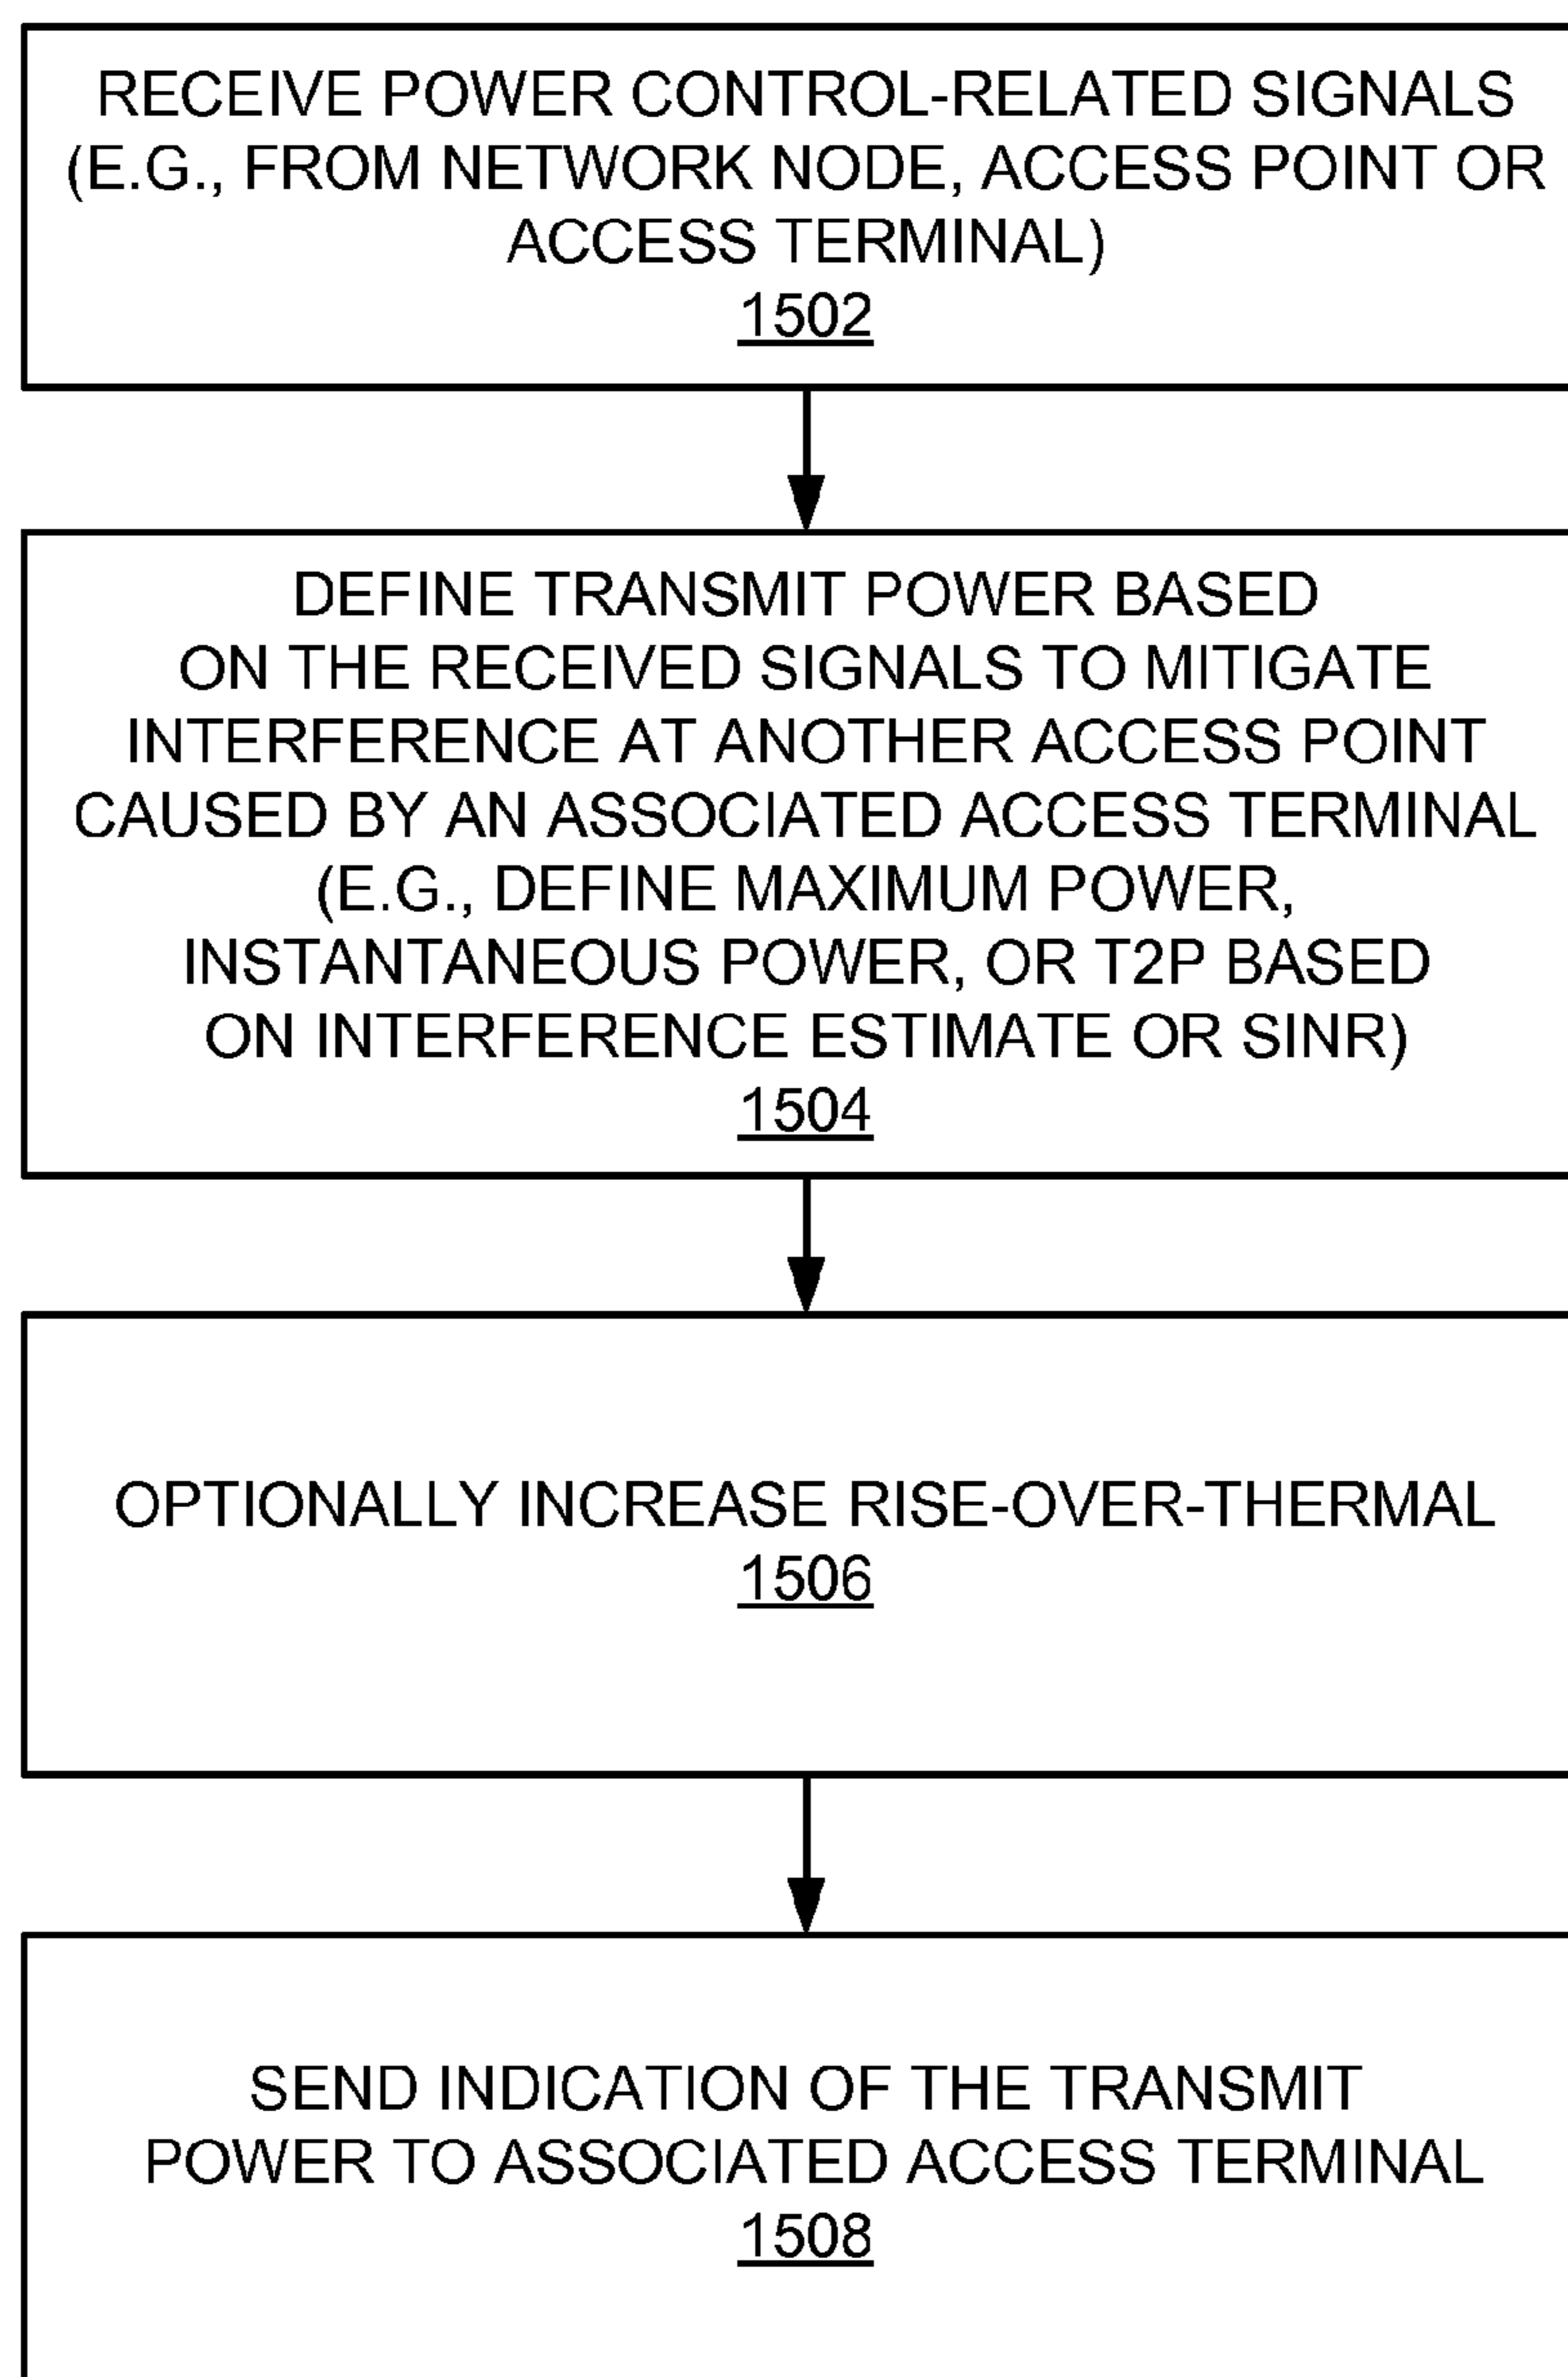 RECEIVE POWER CONTROL-RELATED SIGNALS
(E.G., FROM NETWORK NODE, ACCESS POINT OR
ACCESS TERMINAL)
1502
DEFINE TRANSMIT POWER BASED
ON THE RECEIVED SIGNALS TO MITIGATE
INTERFERENCE AT ANOTHER ACCESS POINT
CAUSED BY AN ASSOCIATED ACCESS TERMINAL
(E.G., DEFINE MAXIMUM POWER,
INSTANTANEOUS POWER, OR T2P BASED
ON INTERFERENCE ESTIMATE OR SINR)
1504
OPTIONALLY INCREASE RISE-OVER-THERMAL
1506
SEND INDICATION OF THE TRANSMIT
POWER TO ASSOCIATED ACCESS TERMINAL
1508